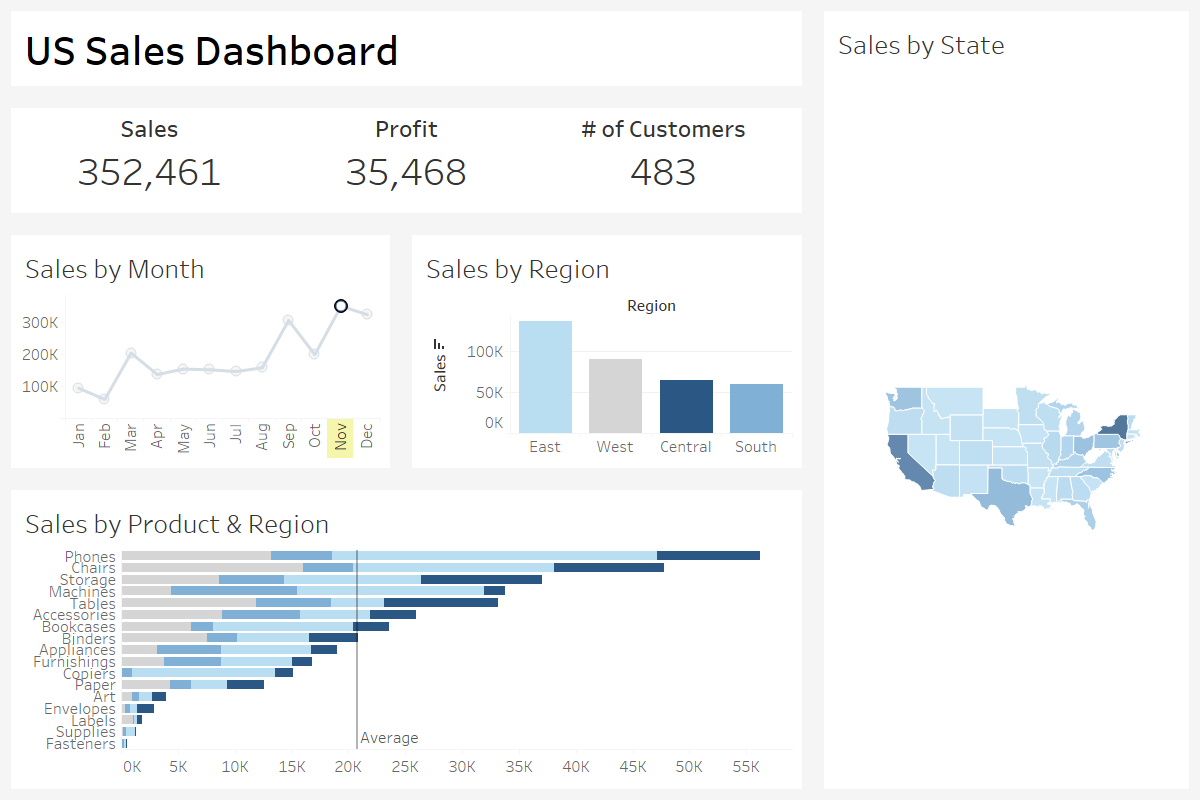 US Sales Dashboard
Sales Profit # of Customers
352,461 35,468 483
Sales by Month
300K
200K
100K
Jan Feb Mar Apr May Jun Jul Aug Sep Oct Nov Dec
Sales by Region
Region
Sales
100K
50K
0K
East West Central South
Sales by Product & Region
Phones
Chairs
Storage
Machines
Tables
Accessories
Bookcases
Binders
Appliances
Furnishings
Copiers
Paper
Art
Envelopes
Labels
Supplies
Fasteners
Average
0K 5K 10K 15K 20K 25K 30K 35K 40K 45K 50K 55K
Sales by State